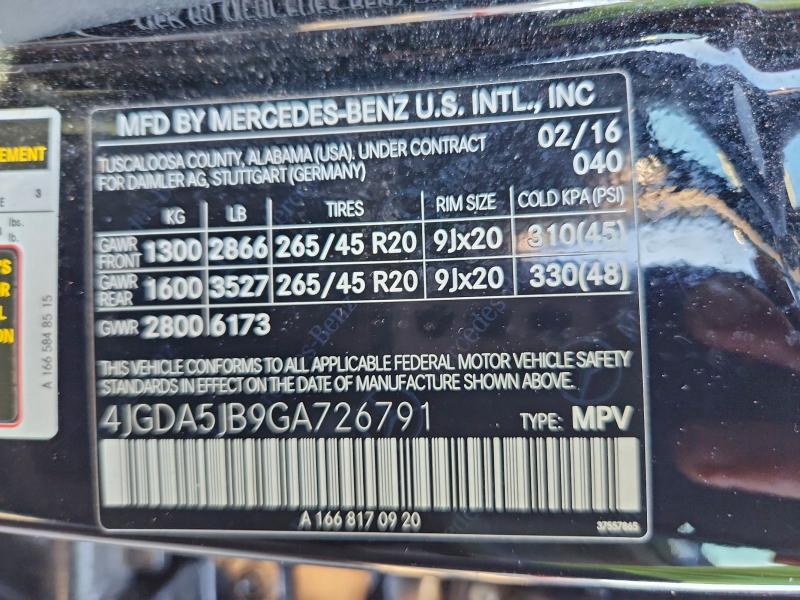 MFD BY MERCEDES-BENZ U.S. INTL., INC
TUSCALOOSA COUNTY, ALABAMA (USA). UNDER CONTRACT 02/16
FOR DAIMLER AG, STUTTGART (GERMANY) 040
KG LB TIRES RIM SIZE COLD KPA (PSI)
GAWR FRONT 1300 2866 265/45 R20 9Jx20 310(45)
GAWR REAR 1600 3527 265/45 R20 9Jx20 330(48)
GVWR 2800 6173
THIS VEHICLE CONFORMS TO ALL APPLICABLE FEDERAL MOTOR VEHICLE SAFETY
STANDARDS IN EFFECT ON THE DATE OF MANUFACTURE SHOWN ABOVE.
4JGDA5JB9GA726791 TYPE: MPV
A 166 817 09 20 37557865
3
lbs.
lb.
A 166 584 85 15